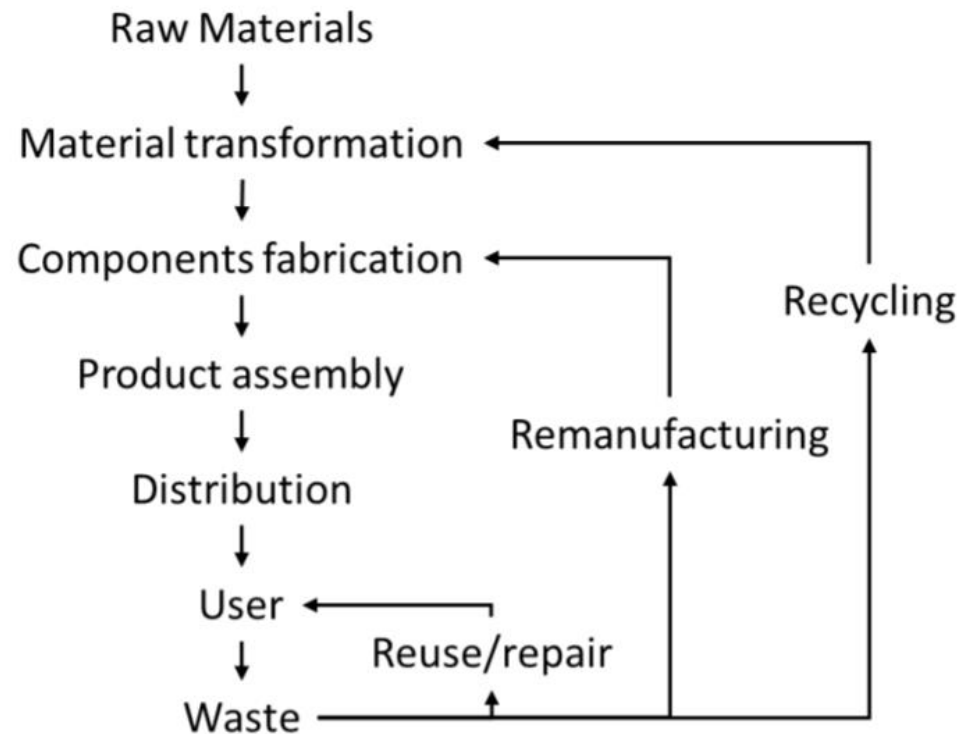 Raw Materials
Material transformation
Components fabrication
Recycling
Product assembly
Remanufacturing
Distribution
User
Reuse/repair
Waste